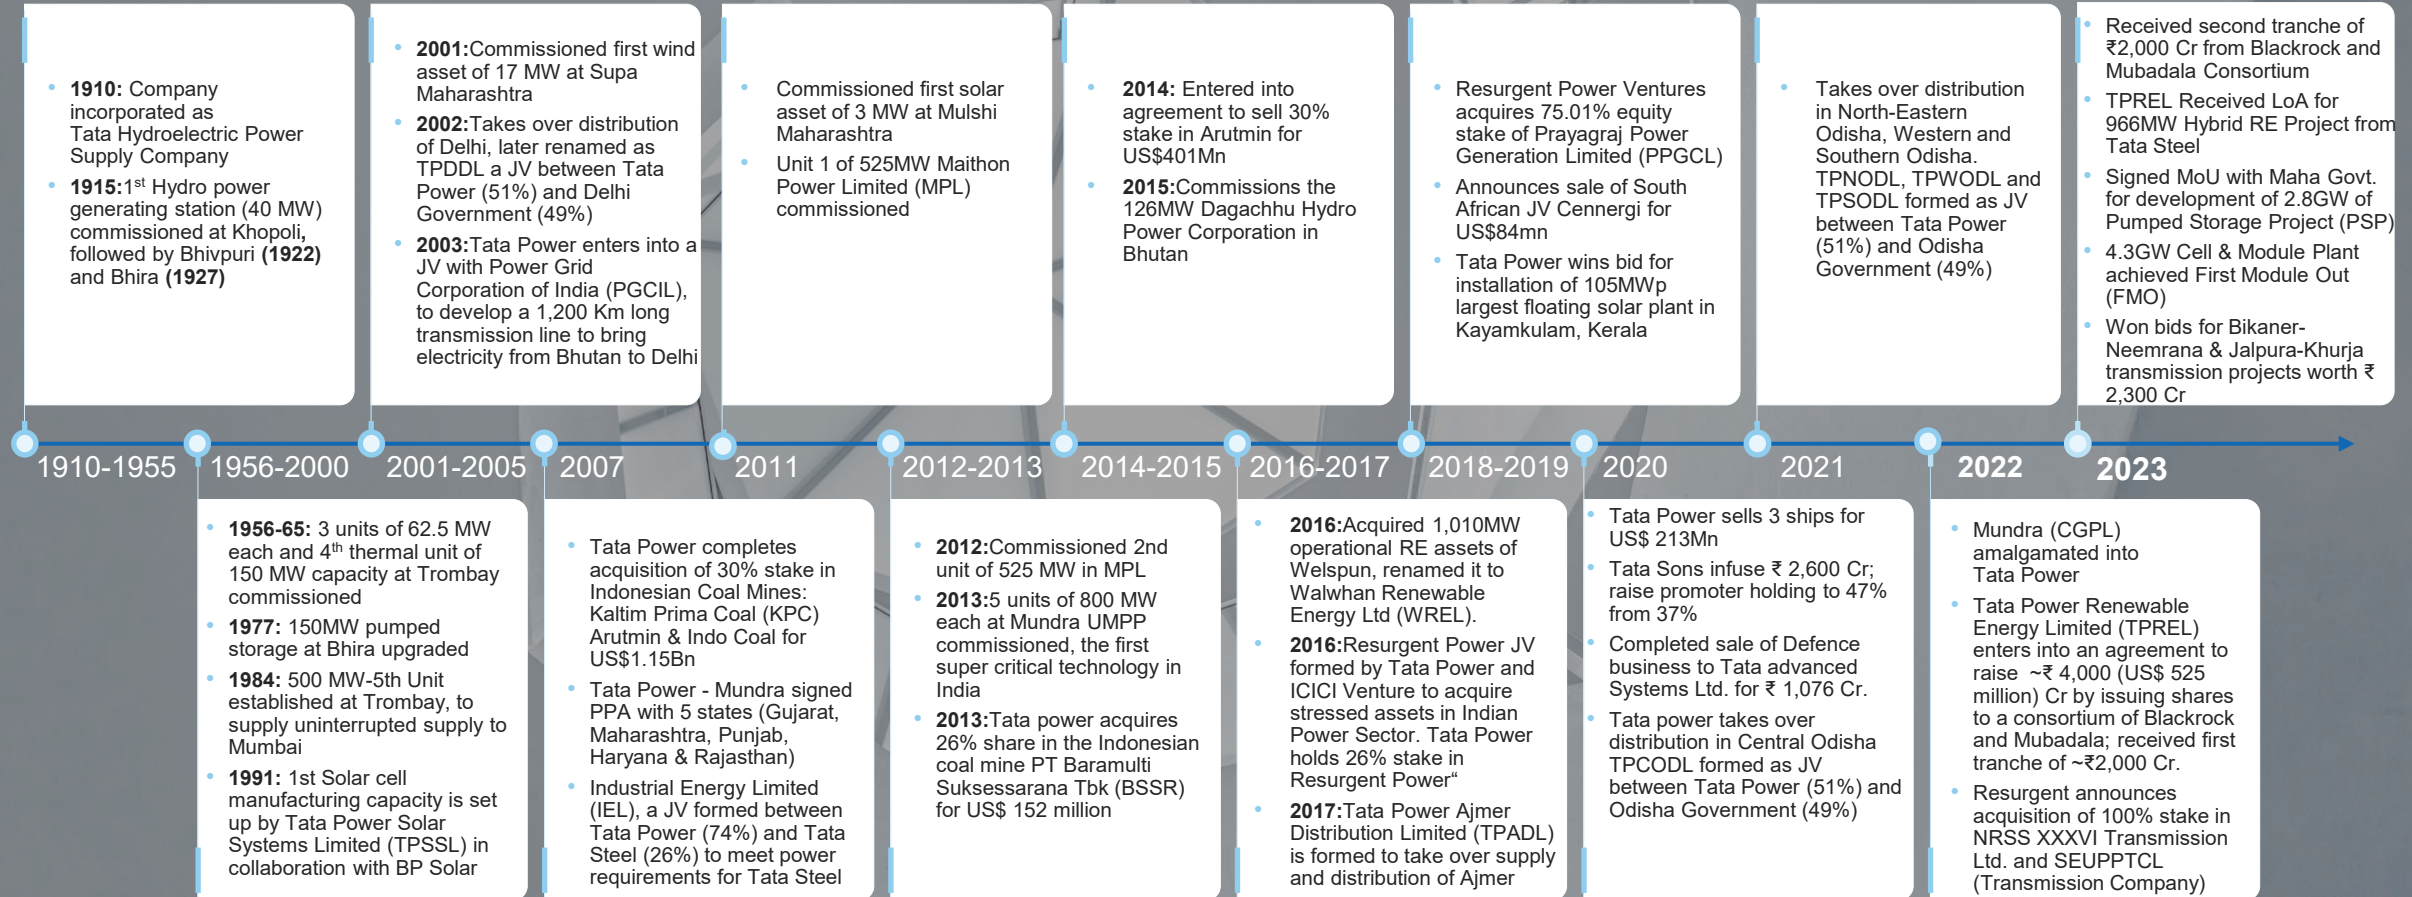 1910: Company
incorporated as
Tata Hydroelectric Power
Supply Company
1915:1st Hydro power
generating station (40 MW)
commissioned at Khopoli,
followed by Bhivpuri (1922)
and Bhira (1927)
2001:Commissioned first wind
asset of 17 MW at Supa
Maharashtra
2002:Takes over distribution
of Delhi, later renamed as
TPDDL a JV between Tata
Power (51%) and Delhi
Government (49%)
2003:Tata Power enters into a
JV with Power Grid
Corporation of India (PGCIL),
to develop a 1,200 Km long
transmission line to bring
electricity from Bhutan to Delhi
Commissioned first solar
asset of 3 MW at Mulshi
Maharashtra
Unit 1 of 525MW Maithon
Power Limited (MPL)
commissioned
2014: Entered into
agreement to sell 30%
stake in Arutmin for
US$401Mn
2015:Commissions the
126MW Dagachhu Hydro
Power Corporation in
Bhutan
Resurgent Power Ventures
acquires 75.01% equity
stake of Prayagraj Power
Generation Limited (PPGCL)
Announces sale of South
African JV Cennergi for
US$84mn
Tata Power wins bid for
installation of 105MWp
largest floating solar plant in
Kayamkulam, Kerala
Takes over distribution
in North-Eastern
Odisha, Western and
Southern Odisha.
TPNODL, TPWODL and
TPSODL formed as JV
between Tata Power
(51%) and Odisha
Government (49%)
Received second tranche of
₹2,000 Cr from Blackrock and
Mubadala Consortium
TPREL Received LoA for
966MW Hybrid RE Project from
Tata Steel
Signed MoU with Maha Govt.
for development of 2.8GW of
Pumped Storage Project (PSP)
4.3GW Cell & Module Plant
achieved First Module Out
(FMO)
Won bids for Bikaner-
Neemrana & Jalpura-Khurja
transmission projects worth ₹
2,300 Cr
1910-1955 1956-2000 2001-2005 2007 2011 2012-2013 2014-2015 2016-2017 2018-2019 2020 2021 2022 2023
1956-65: 3 units of 62.5 MW
each and 4th thermal unit of
150 MW capacity at Trombay
commissioned
1977: 150MW pumped
storage at Bhira upgraded
1984: 500 MW-5th Unit
established at Trombay, to
supply uninterrupted supply to
Mumbai
1991: 1st Solar cell
manufacturing capacity is set
up by Tata Power Solar
Systems Limited (TPSSL) in
collaboration with BP Solar
Tata Power completes
acquisition of 30% stake in
Indonesian Coal Mines:
Kaltim Prima Coal (KPC)
Arutmin & Indo Coal for
US$1.15Bn
Tata Power - Mundra signed
PPA with 5 states (Gujarat,
Maharashtra, Punjab,
Haryana & Rajasthan)
Industrial Energy Limited
(IEL), a JV formed between
Tata Power (74%) and Tata
Steel (26%) to meet power
requirements for Tata Steel
2012:Commissioned 2nd
unit of 525 MW in MPL
2013:5 units of 800 MW
each at Mundra UMPP
commissioned, the first
super critical technology in
India
2013:Tata power acquires
26% share in the Indonesian
coal mine PT Baramulti
Suksessarana Tbk (BSSR)
for US$ 152 million
2016:Acquired 1,010MW
operational RE assets of
Welspun, renamed it to
Walwhan Renewable
Energy Ltd (WREL).
2016:Resurgent Power JV
formed by Tata Power and
ICICI Venture to acquire
stressed assets in Indian
Power Sector. Tata Power
holds 26% stake in
Resurgent Power“
2017:Tata Power Ajmer
Distribution Limited (TPADL)
is formed to take over supply
and distribution of Ajmer
Tata Power sells 3 ships for
US$ 213Mn
Tata Sons infuse ₹ 2,600 Cr;
raise promoter holding to 47%
from 37%
Completed sale of Defence
business to Tata advanced
Systems Ltd. for ₹ 1,076 Cr.
Tata power takes over
distribution in Central Odisha
TPCODL formed as JV
between Tata Power (51%) and
Odisha Government (49%)
Mundra (CGPL)
amalgamated into
Tata Power
Tata Power Renewable
Energy Limited (TPREL)
enters into an agreement to
raise ~₹ 4,000 (US$ 525
million) Cr by issuing shares
to a consortium of Blackrock
and Mubadala; received first
tranche of ~₹2,000 Cr.
Resurgent announces
acquisition of 100% stake in
NRSS XXXVI Transmission
Ltd. and SEUPPTCL
(Transmission Company)